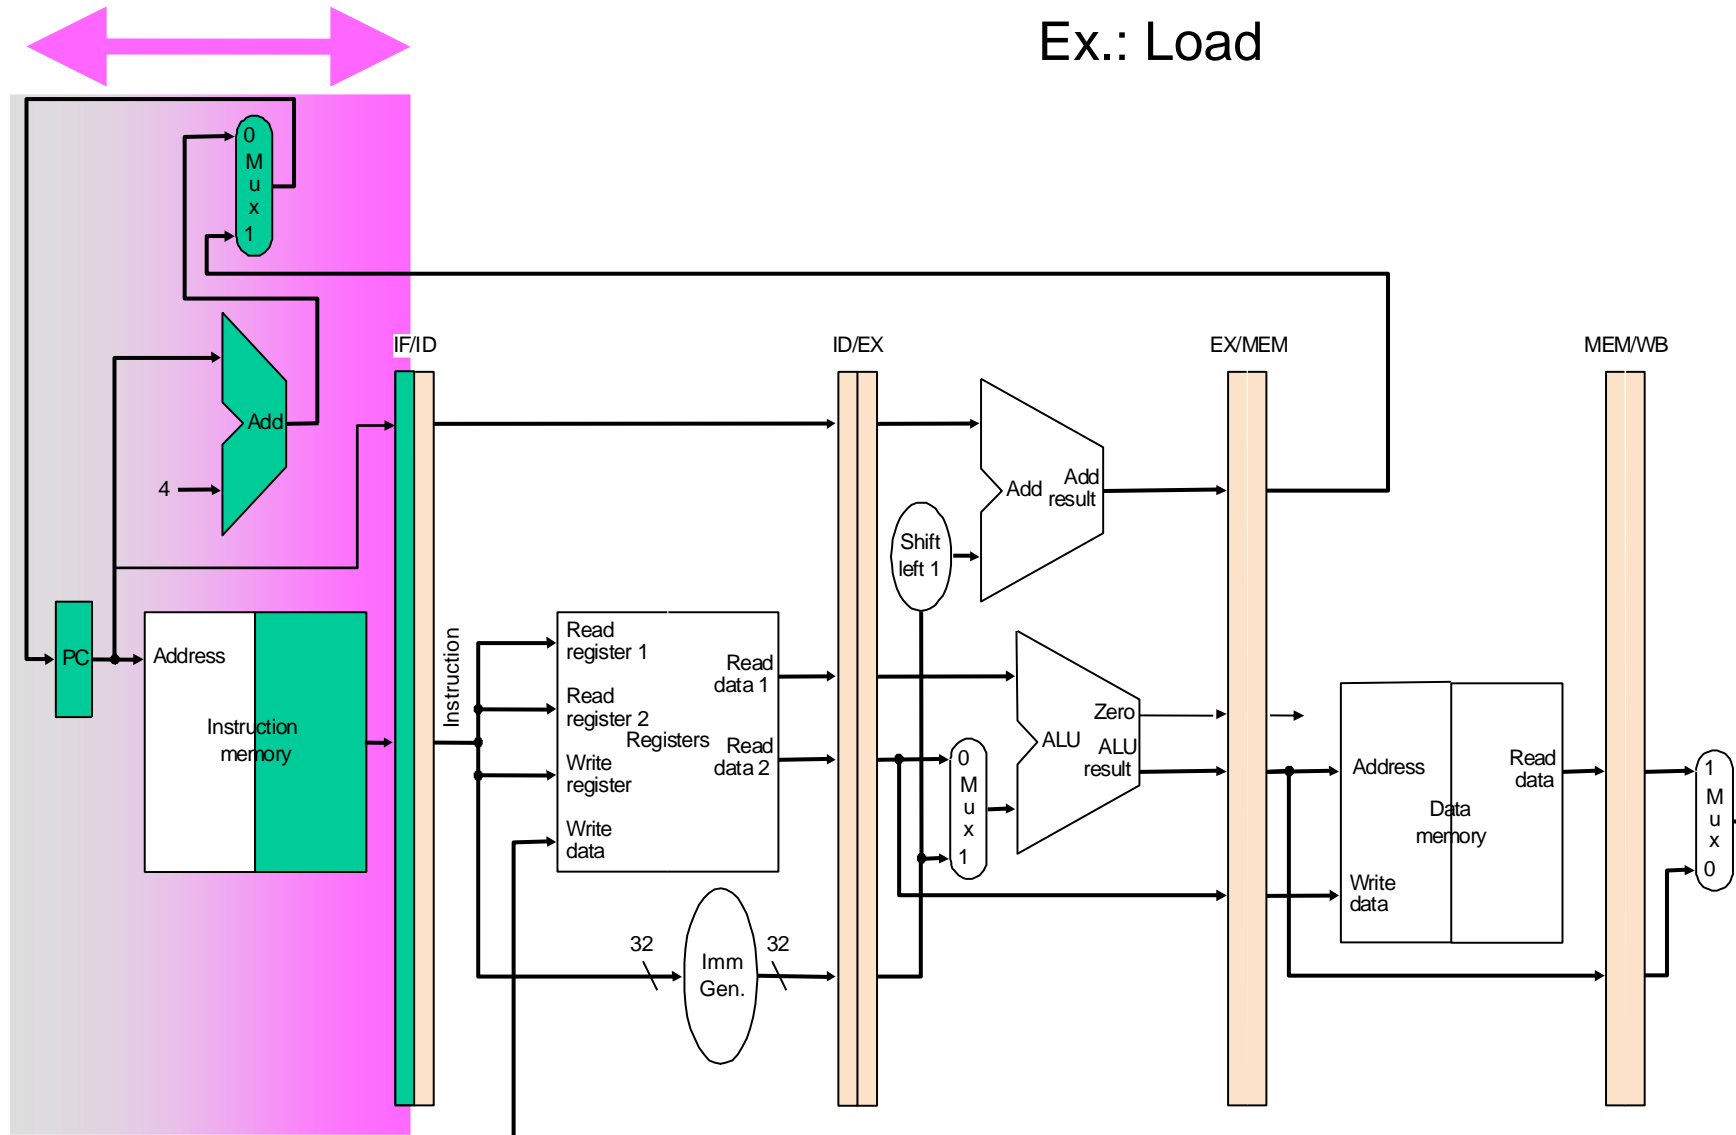 Ex.: Load
0
M
u
x
1
IF/ID
ID/EX
EX/MEM
MEM/WB
Add
4
Add
Add
result
Shift
left 1
PC
Address
Instruction
memory
Instruction
Read
register 1
Read
register 2
Write
register
Write
data
Registers
Read
data 1
Read
data 2
0
M
u
x
1
ALU
Zero
ALU
result
Address
Write
data
Data
memory
Read
data
1
M
u
x
0
32
Imm
Gen.
32